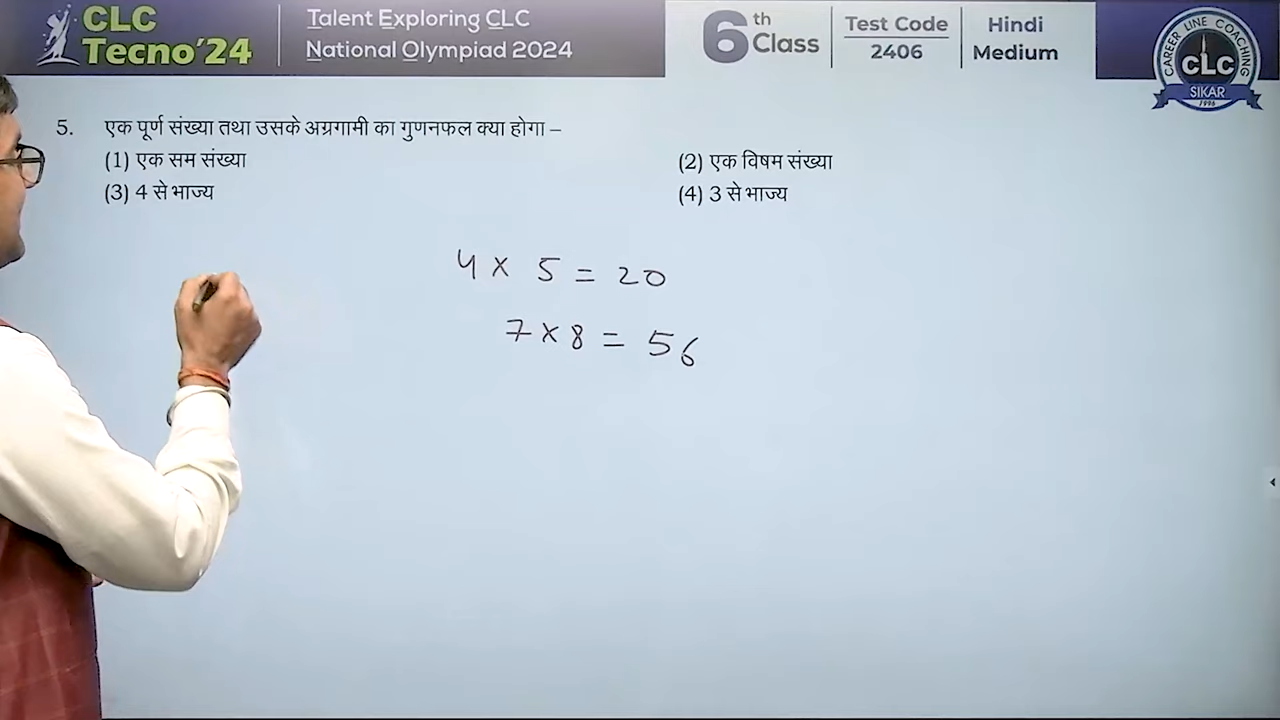 CLC
Tecno'24
Talent Exploring CLC
National Olympiad 2024
6th Class
Test Code
2406
Hindi
Medium
CAREER LINE COACHING
CLC
SIKAR
1996
5. एक पूर्ण संख्या तथा उसके अग्रगामी का गुणनफल क्या होगा –
(1) एक सम संख्या (2) एक विषम संख्या
(3) 4 से भाज्य (4) 3 से भाज्य
4 × 5 = 20
7 × 8 = 56